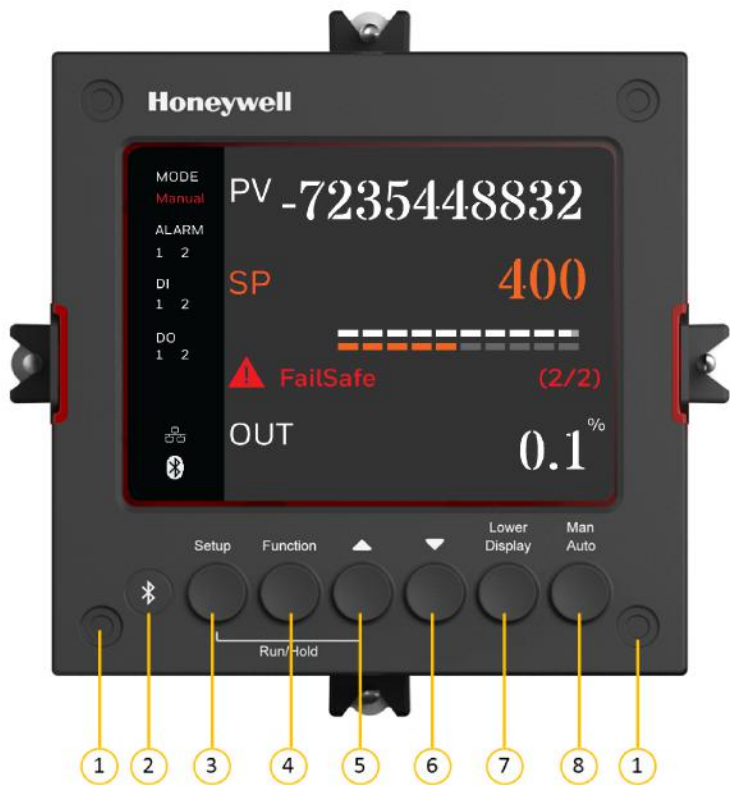 Honeywell
MODE
Manual
PV -7235448832
ALARM
1 2
SP 400
DI
1 2
DO
1 2
FailSafe (2/2)
OUT 0.1%
Setup Function Lower Display Man Auto
Run/Hold
1 2 3 4 5 6 7 8 1